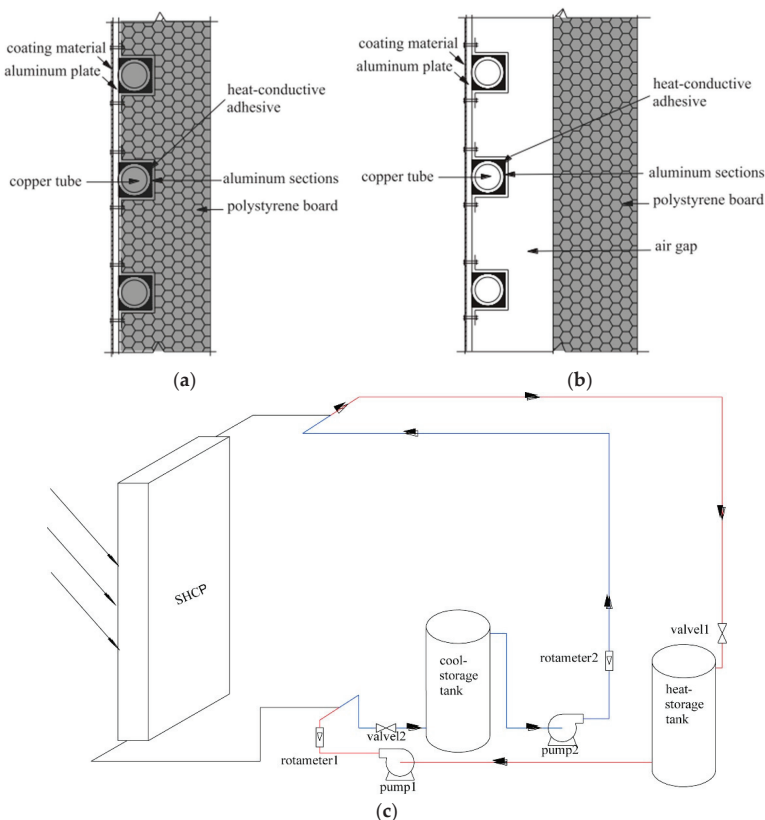 coating material
aluminum plate
heat-conductive
adhesive
copper tube
aluminum sections
polystyrene board
(a)
coating material
aluminum plate
heat-conductive
adhesive
copper tube
aluminum sections
polystyrene board
air gap
(b)
SHCP
valvel1
cool-
storage
tank
rotameter2
heat-
storage
tank
valvel2
pump2
rotameter1
pump1
(c)